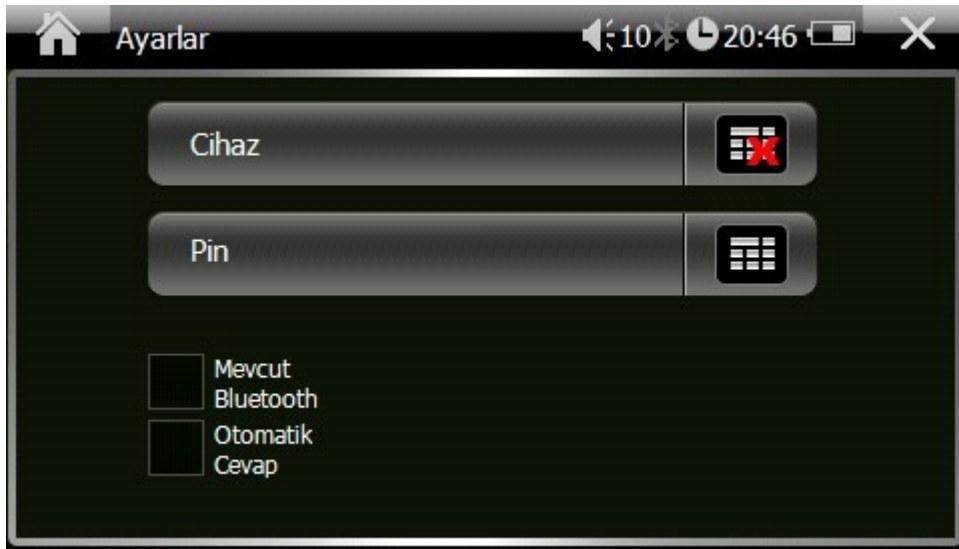 Ayarlar 10 20:46
Cihaz
Pin
Mevcut
Bluetooth
Otomatik
Cevap